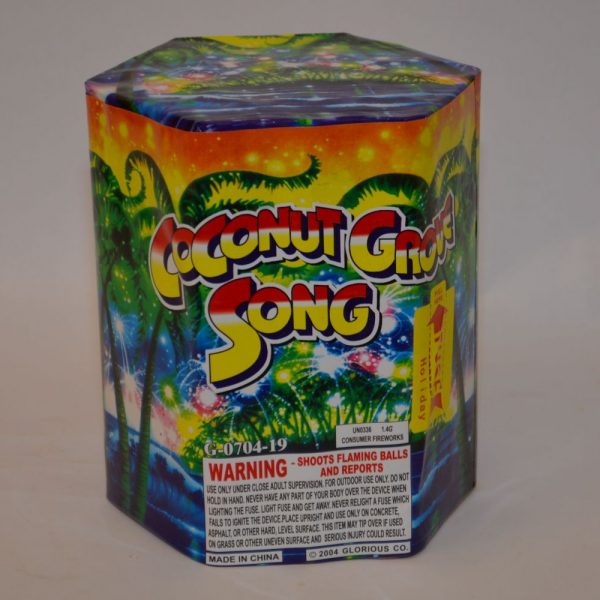 COCONUT GROVE
SONG
Holiday
G-0704-19
UN0336 1.4G
CONSUMER FIREWORKS
WARNING - SHOOTS FLAMING BALLS
AND REPORTS
USE ONLY UNDER CLOSE ADULT SUPERVISION. FOR OUTDOOR USE ONLY. DO NOT
HOLD IN HAND. NEVER HAVE ANY PART OF YOUR BODY OVER THE DEVICE WHEN
LIGHTING THE FUSE. LIGHT FUSE AND GET AWAY. NEVER RELIGHT A FUSE WHICH
FAILS TO IGNITE THE DEVICE.PLACE UPRIGHT AND USE ONLY ON CONCRETE,
ASPHALT, OR OTHER HARD, LEVEL SURFACE. THIS ITEM MAY TIP OVER IF USED
ON GRASS OR OTHER UNEVEN SURFACE AND SERIOUS INJURY COULD RESULT.
MADE IN CHINA © 2004 GLORIOUS CO.